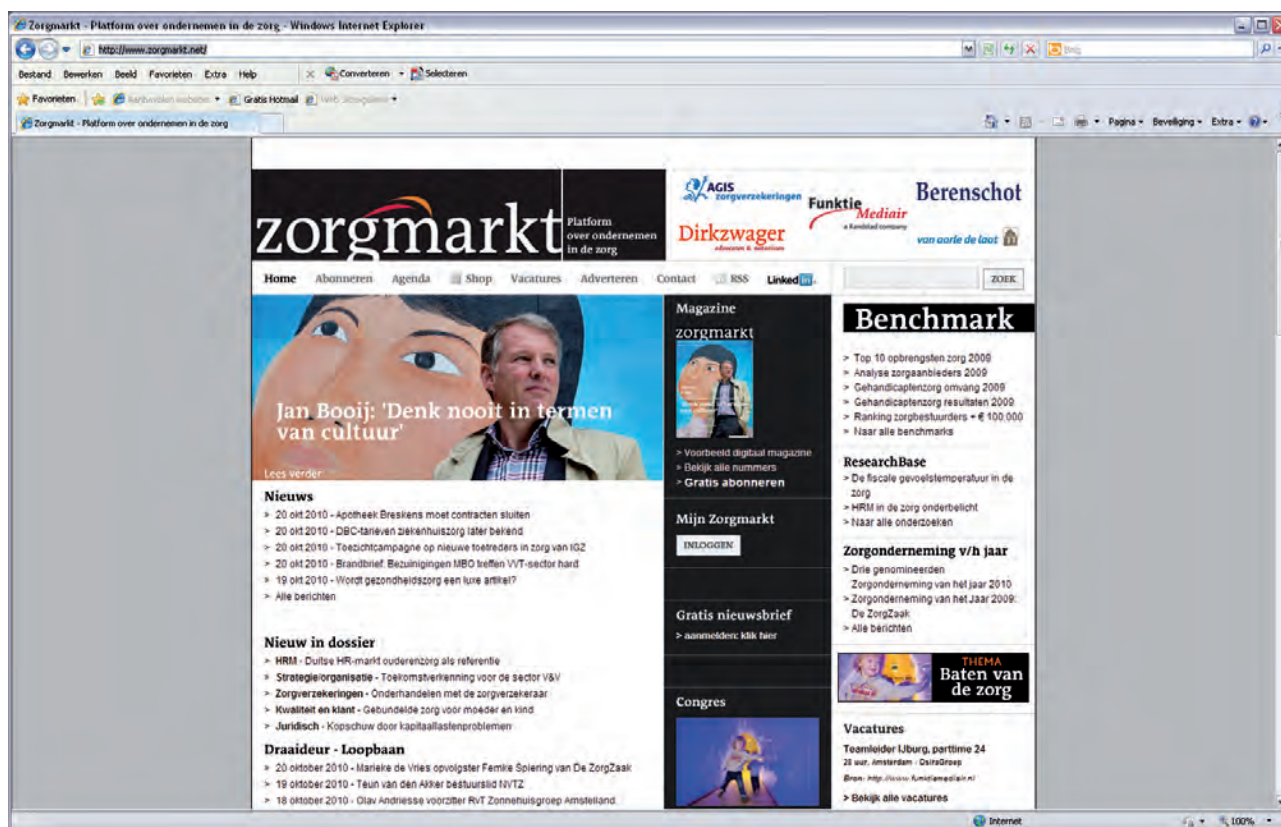 Zorgmarkt - Platform over ondernemen in de zorg - Windows Internet Explorer
http://www.zorgmarkt.net/
Bing
Bestand Bewerken Beeld Favorieten Extra Help
Converteren Selecteren
Favorieten Gratis Hotmail
Zorgmarkt - Platform over ondernemen in de zorg
Pagina Beveiliging Extra
zorgmarkt
Platform
over ondernemen
in de zorg
AGIS
zorgverzekeringen
Funktie
Mediair
a Randstad company
Berenschot
Dirkzwager
advocaten & notarissen
van aarle de laat
Home Abonneren Agenda Shop Vacatures Adverteren Contact RSS Linked in
ZOEK
Jan Booij: 'Denk nooit in termen
van cultuur'
Lees verder
Nieuws
> 20 okt 2010 - Apotheek Breskens moet contracten sluiten
> 20 okt 2010 - DBC-tarieven ziekenhuiszorg later bekend
> 20 okt 2010 - Toezichtcampagne op nieuwe toetreders in zorg van IGZ
> 20 okt 2010 - Brandbrief: Bezuinigingen MBO treffen VVT-sector hard
> 19 okt 2010 - Wordt gezondheidszorg een luxe artikel?
> Alle berichten
Nieuw in dossier
> HRM - Duitse HR-markt ouderenzorg als referentie
> Strategie/organisatie - Toekomstverkenning voor de sector V&V
> Zorgverzekeringen - Onderhandelen met de zorgverzekeraar
> Kwaliteit en klant - Gebundelde zorg voor moeder en kind
> Juridisch - Kopschuw door kapitaallastenproblemen
Draaideur - Loopbaan
> 20 oktober 2010 - Marieke de Vries opvolgster Femke Spiering van De ZorgZaak
> 19 oktober 2010 - Teun van den Akker bestuurslid NVTZ
> 18 oktober 2010 - Olav Andriesse voorzitter RvT Zonnehuisgroep Amstelland
Magazine
zorgmarkt
> Voorbeeld digitaal magazine
> Bekijk alle nummers
> Gratis abonneren
Mijn Zorgmarkt
INLOGGEN
Gratis nieuwsbrief
> aanmelden: klik hier
Congres
Benchmark
> Top 10 opbrengsten zorg 2009
> Analyse zorgaanbieders 2009
> Gehandicaptenzorg omvang 2009
> Gehandicaptenzorg resultaten 2009
> Ranking zorgbestuurders + € 100.000
> Naar alle benchmarks
ResearchBase
> De fiscale gevoelstemperatuur in de
zorg
> HRM in de zorg onderbelicht
> Naar alle onderzoeken
Zorgonderneming v/h jaar
> Drie genomineerden
Zorgonderneming van het jaar 2010
> Zorgonderneming van het Jaar 2009:
De ZorgZaak
> Alle berichten
THEMA
Baten van
de zorg
Vacatures
Teamleider IJburg, parttime 24
28 uur, Amsterdam - OsiraGroep
Bron: http://www.funktiemediair.nl
> Bekijk alle vacatures
Internet
100%